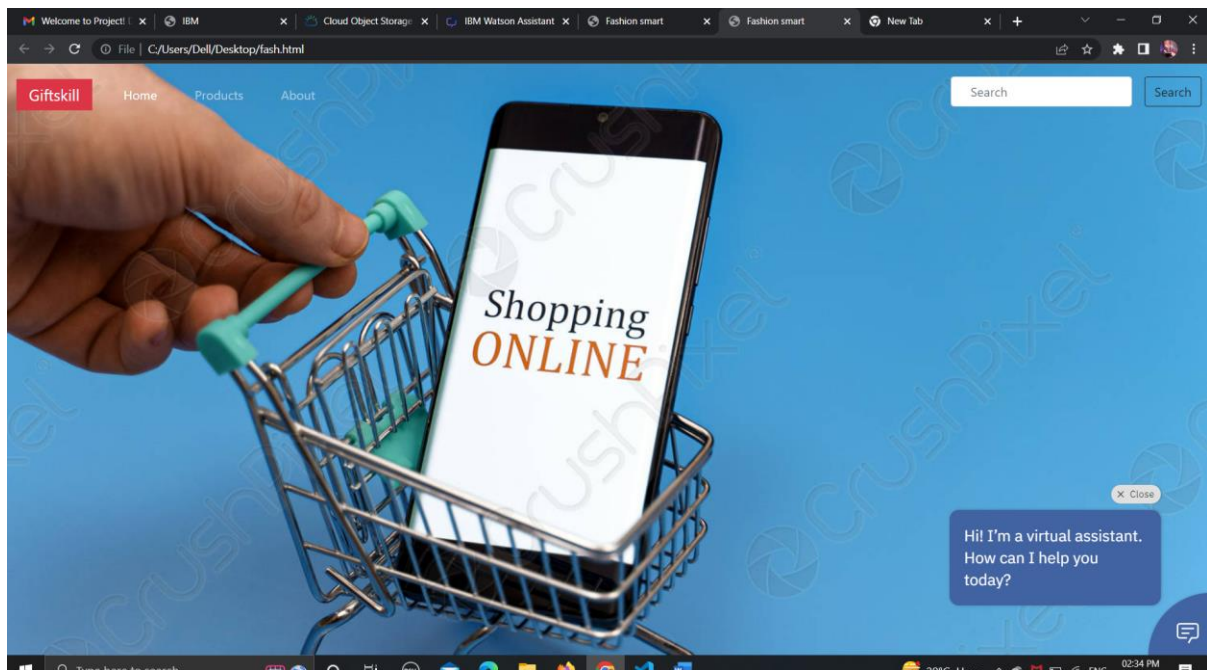 Welcome to Project! (
IBM
Cloud Object Storage
IBM Watson Assistant
Fashion smart
Fashion smart
New Tab
File | C:/Users/Dell/Desktop/fash.html
Giftskill
Home
Products
About
Search
Search
CrushPixel
Shopping
ONLINE
× Close
Hi! I'm a virtual assistant.
How can I help you
today?
Type here to search
ENG
02:34 PM